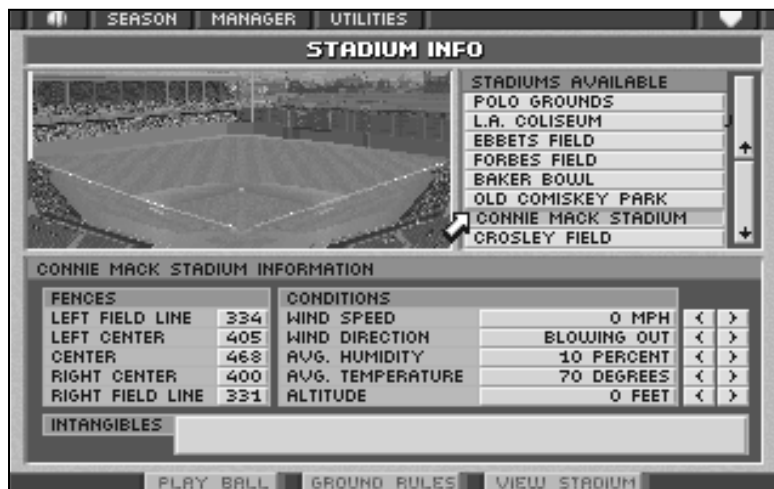 SEASON MANAGER UTILITIES
STADIUM INFO
STADIUMS AVAILABLE
POLO GROUNDS
L.A. COLISEUM
EBBETS FIELD
FORBES FIELD
BAKER BOWL
OLD COMISKEY PARK
CONNIE MACK STADIUM
CROSLEY FIELD
CONNIE MACK STADIUM INFORMATION
FENCES
LEFT FIELD LINE 334
LEFT CENTER 405
CENTER 468
RIGHT CENTER 400
RIGHT FIELD LINE 331
CONDITIONS
WIND SPEED 0 MPH < >
WIND DIRECTION BLOWING OUT < >
AVG. HUMIDITY 10 PERCENT < >
AVG. TEMPERATURE 70 DEGREES < >
ALTITUDE 0 FEET < >
INTANGIBLES
PLAY BALL GROUND RULES VIEW STADIUM